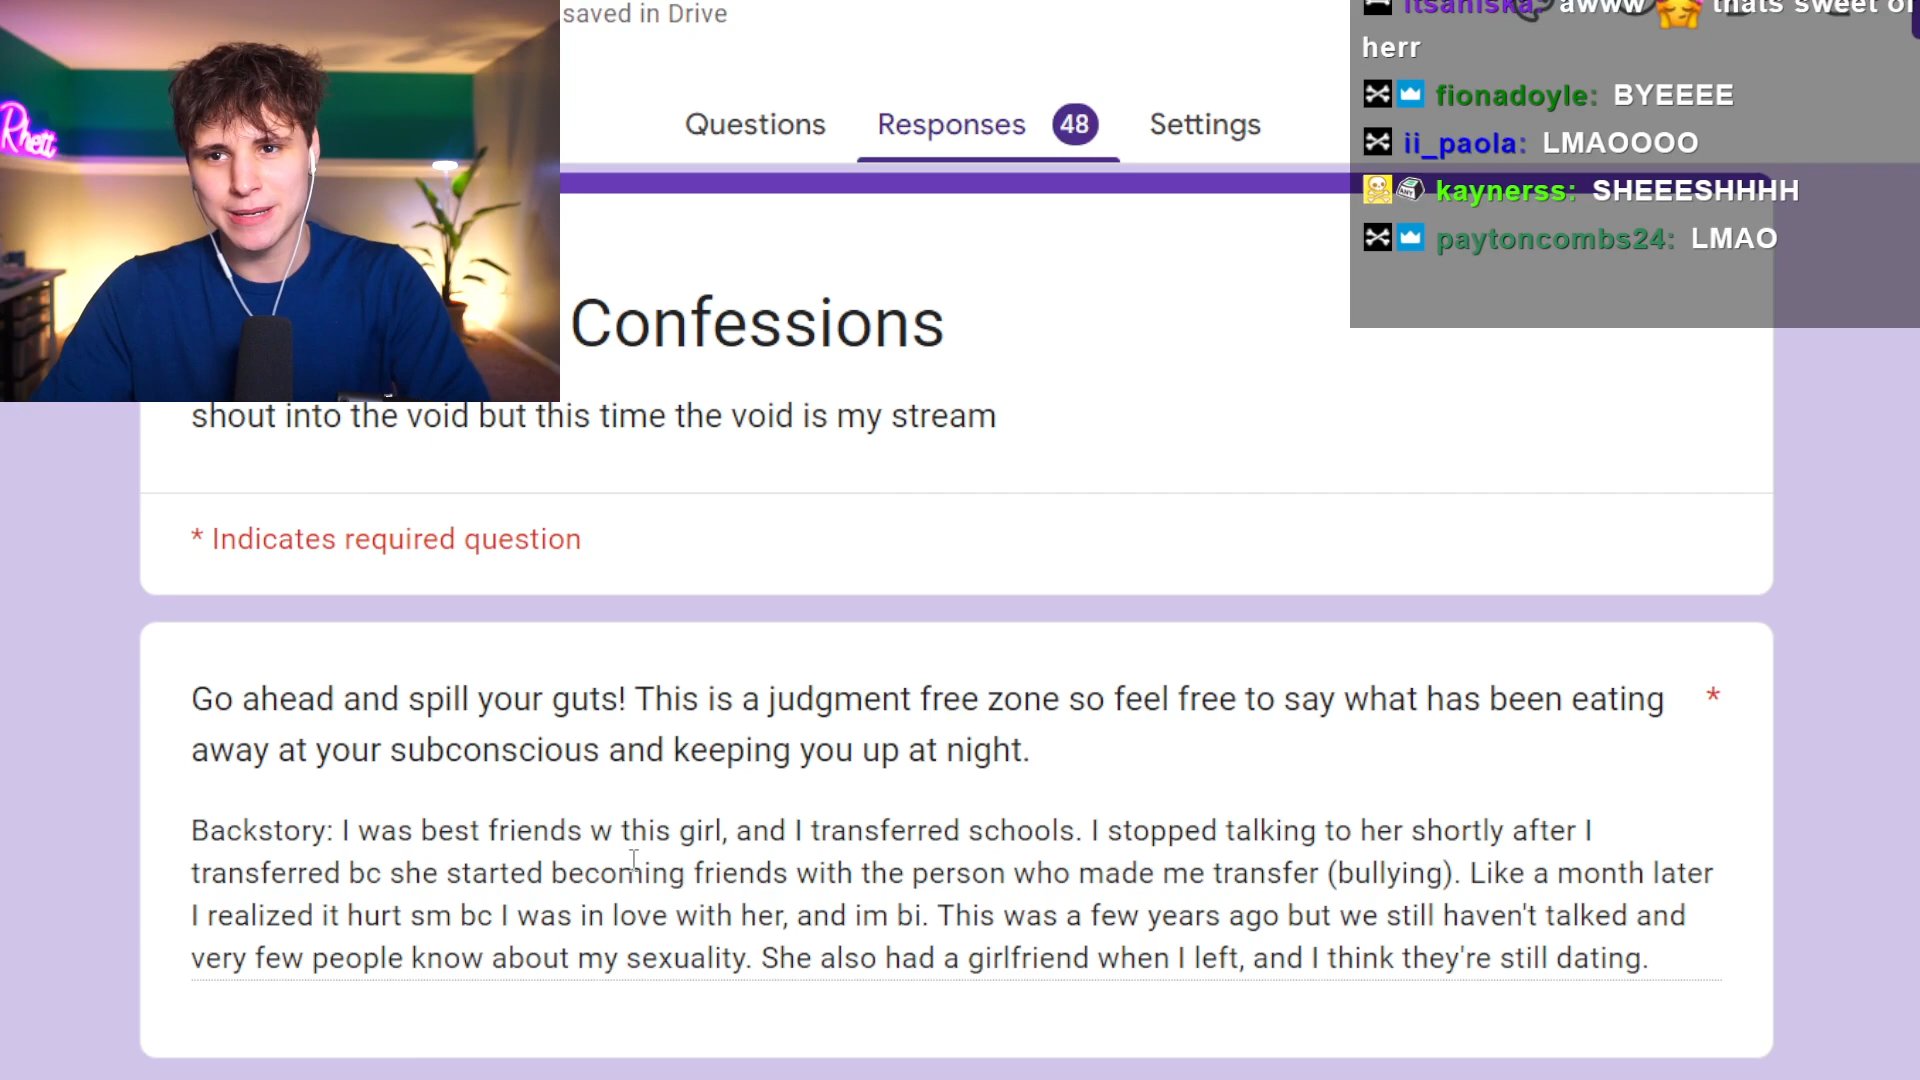 saved in Drive
itsaniska: awww thats sweet of
herr
fionadoyle: BYEEEE
ii_paola: LMAOOOO
kaynerss: SHEEESHHHH
paytoncombs24: LMAO
Rhett
Questions Responses 48 Settings
Confessions
shout into the void but this time the void is my stream
* Indicates required question
Go ahead and spill your guts! This is a judgment free zone so feel free to say what has been eating *
away at your subconscious and keeping you up at night.
Backstory: I was best friends w this girl, and I transferred schools. I stopped talking to her shortly after I
transferred bc she started becoming friends with the person who made me transfer (bullying). Like a month later
I realized it hurt sm bc I was in love with her, and im bi. This was a few years ago but we still haven't talked and
very few people know about my sexuality. She also had a girlfriend when I left, and I think they're still dating.